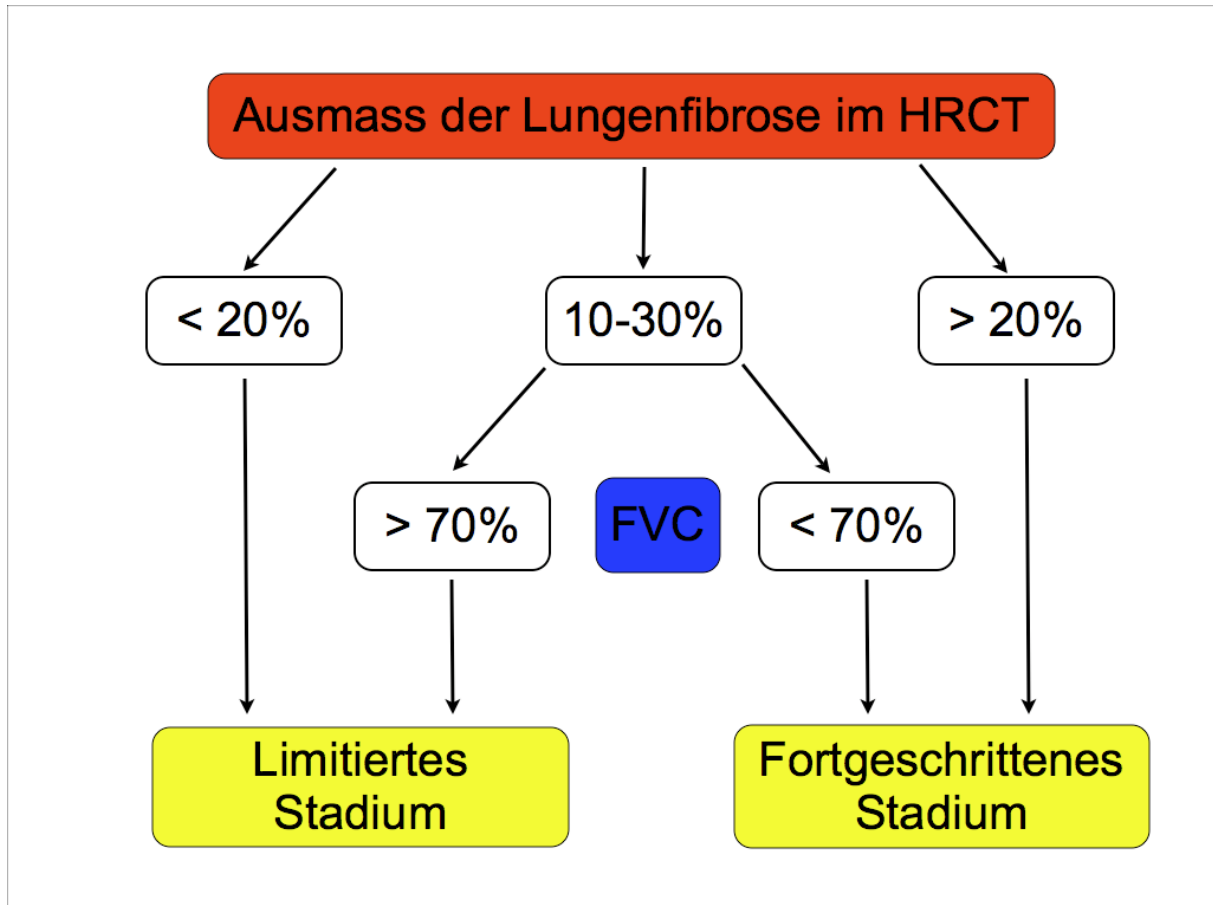 Ausmass der Lungenfibrose im HRCT
< 20%
10-30%
> 20%
> 70%
FVC
< 70%
Limitiertes
Stadium
Fortgeschrittenes
Stadium